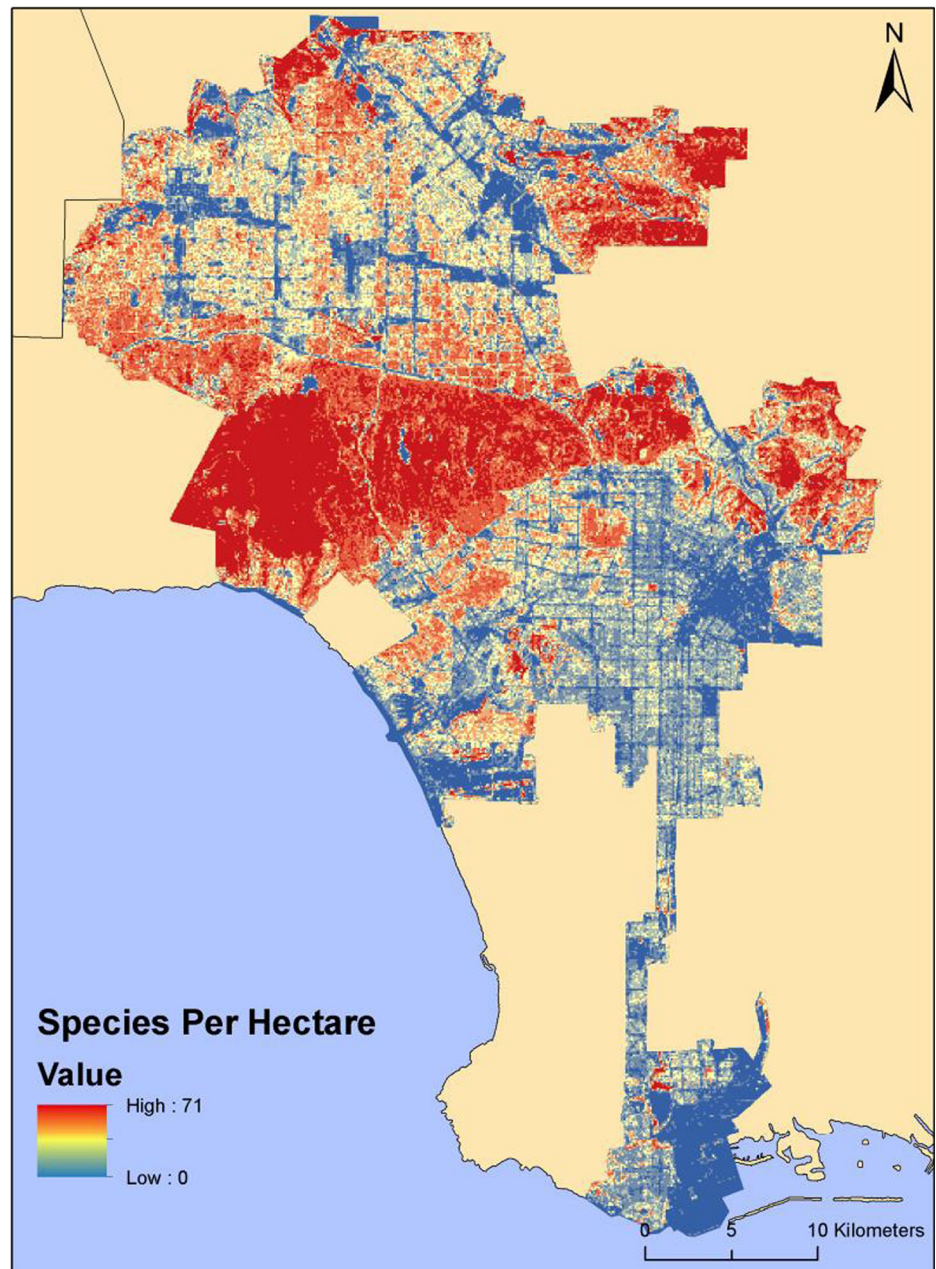 N
Species Per Hectare
Value
High : 71
Low : 0
0 5 10 Kilometers